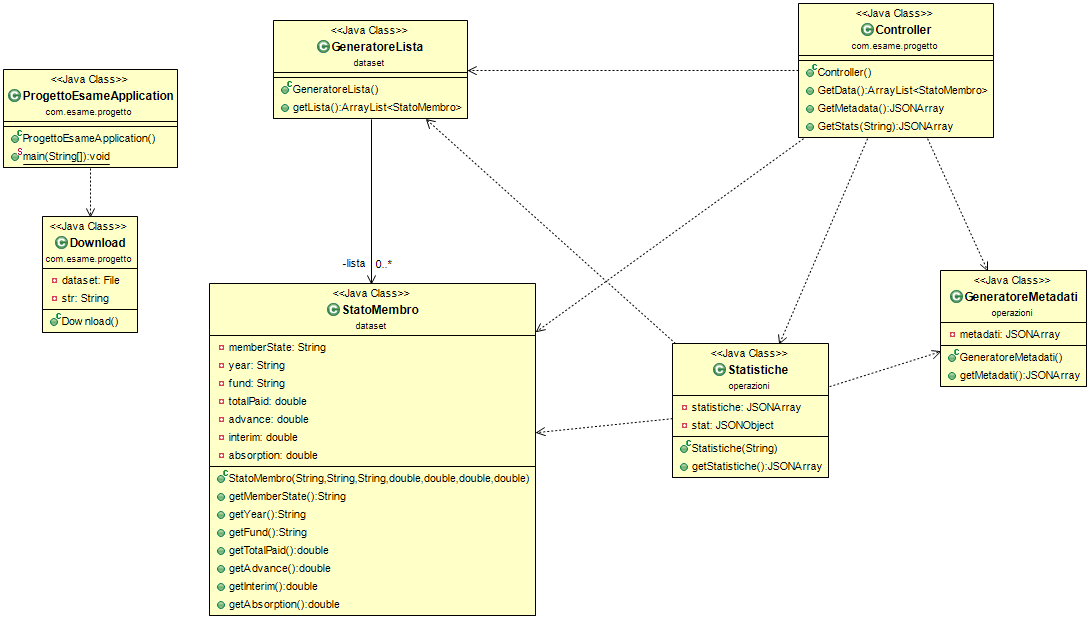 <<Java Class>>
ProgettoEsameApplication
com.esame.progetto
ProgettoEsameApplication()
main(String[]):void
<<Java Class>>
Download
com.esame.progetto
dataset: File
str: String
Download()
<<Java Class>>
GeneratoreLista
dataset
GeneratoreLista()
getLista():ArrayList<StatoMembro>
-lista 0..*
<<Java Class>>
StatoMembro
dataset
memberState: String
year: String
fund: String
totalPaid: double
advance: double
interim: double
absorption: double
StatoMembro(String,String,String,double,double,double,double)
getMemberState():String
getYear():String
getFund():String
getTotalPaid():double
getAdvance():double
getInterim():double
getAbsorption():double
<<Java Class>>
Controller
com.esame.progetto
Controller()
GetData():ArrayList<StatoMembro>
GetMetadata():JSONArray
GetStats(String):JSONArray
<<Java Class>>
Statistiche
operazioni
statistiche: JSONArray
stat: JSONObject
Statistiche(String)
getStatistiche():JSONArray
<<Java Class>>
GeneratoreMetadati
operazioni
metadati: JSONArray
GeneratoreMetadati()
getMetadati():JSONArray